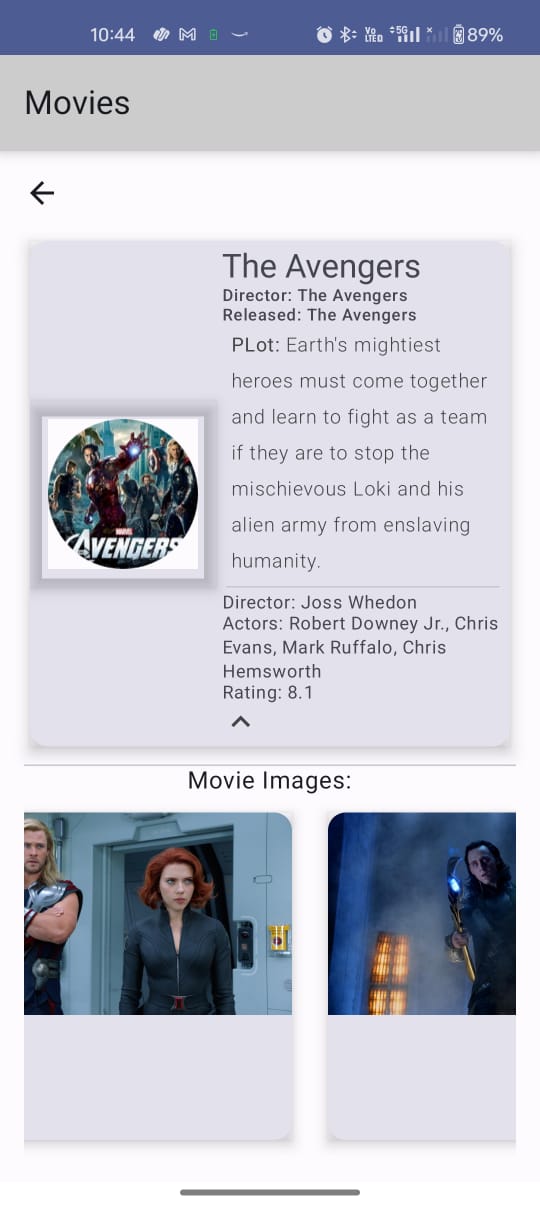 10:44
VoLTE 5G 89%
Movies
The Avengers
Director: The Avengers
Released: The Avengers
PLot: Earth's mightiest
heroes must come together
and learn to fight as a team
if they are to stop the
mischievous Loki and his
alien army from enslaving
humanity.
MARVEL
AVENGERS
Director: Joss Whedon
Actors: Robert Downey Jr., Chris
Evans, Mark Ruffalo, Chris
Hemsworth
Rating: 8.1
Movie Images: